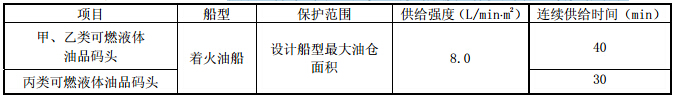 项目 船型 保护范围 供给强度（L/min·m²） 连续供给时间（min）
甲、乙类可燃液体
油品码头
着火油船
设计船型最大油仓
面积
8.0
40
丙类可燃液体油品码头
30